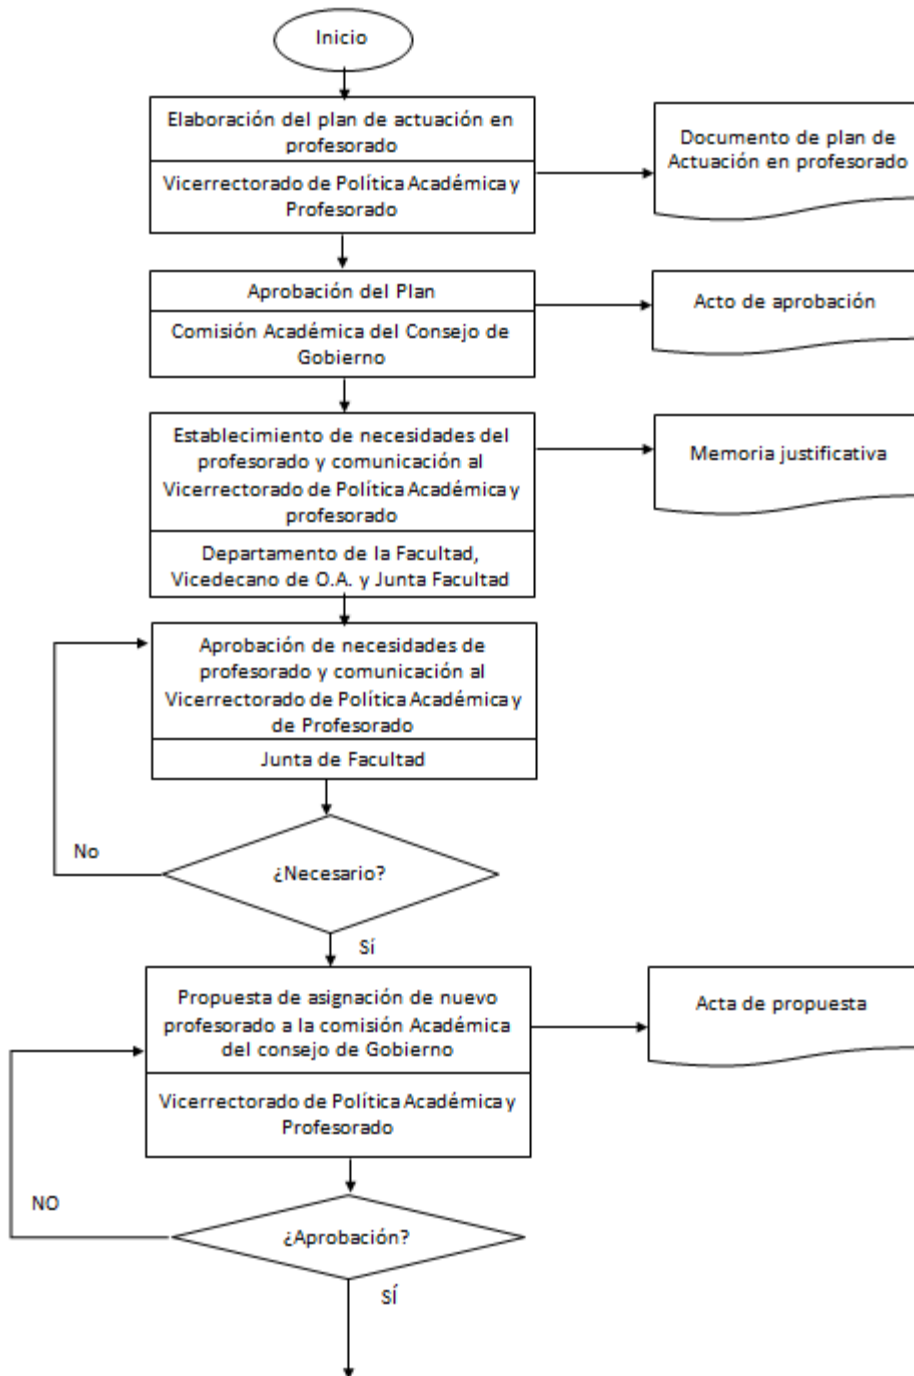 Inicio
Elaboración del plan de actuación en
profesorado
Vicerrectorado de Política Académica y
Profesorado
Documento de plan de
Actuación en profesorado
Aprobación del Plan
Comisión Académica del Consejo de
Gobierno
Acto de aprobación
Establecimiento de necesidades del
profesorado y comunicación al
Vicerrectorado de Política Académica y
profesorado
Departamento de la Facultad,
Vicedecano de O.A. y Junta Facultad
Memoria justificativa
Aprobación de necesidades de
profesorado y comunicación al
Vicerrectorado de Política Académica y
de Profesorado
Junta de Facultad
No
¿Necesario?
Sí
Propuesta de asignación de nuevo
profesorado a la comisión Académica
del consejo de Gobierno
Vicerrectorado de Política Académica y
Profesorado
Acta de propuesta
NO
¿Aprobación?
SÍ